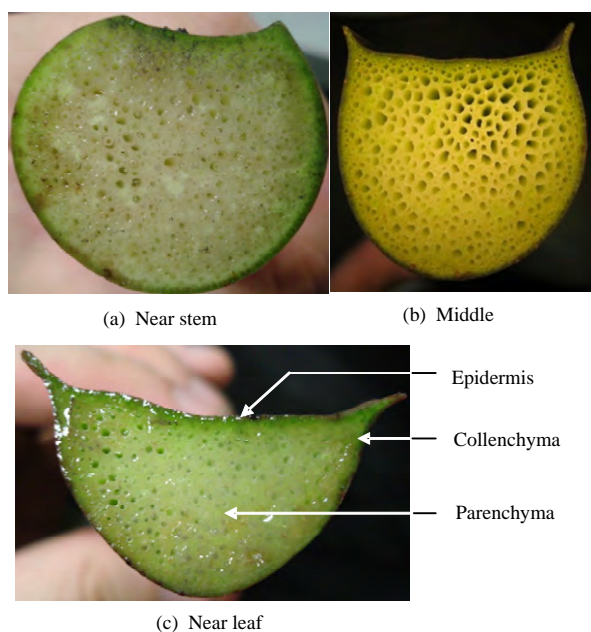 (a) Near stem
(b) Middle
Epidermis
Collenchyma
Parenchyma
(c) Near leaf